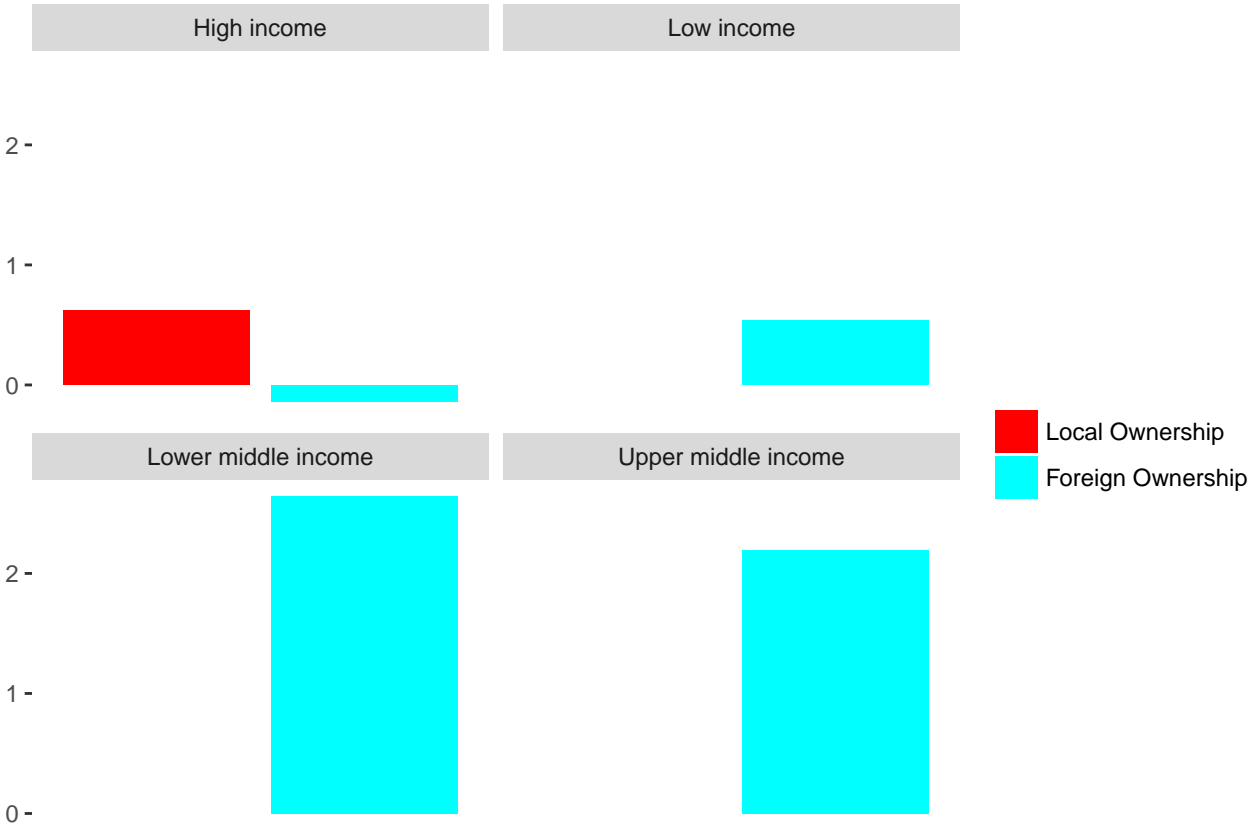 High income
Low income
2
1
0
Lower middle income
Upper middle income
2
1
0
Local Ownership
Foreign Ownership